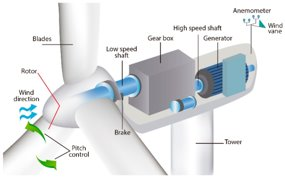 Blades
Rotor
Wind
direction
Pitch
control
Low speed
shaft
Gear box
Brake
High speed shaft
Generator
Anemometer
Wind
vane
Tower